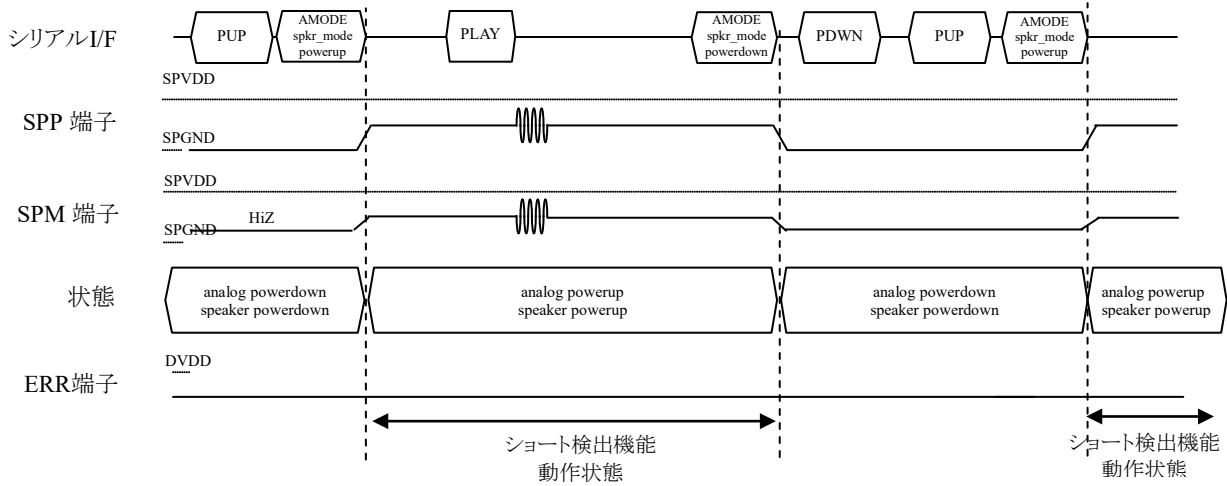 シリアルI/F
PUP
AMODE
spkr_mode
powerup
PLAY
AMODE
spkr_mode
powerdown
PDWN
PUP
AMODE
spkr_mode
powerup
SPVDD
SPP 端子
SPGND
SPVDD
SPM 端子
HiZ
SPGND
状態
analog powerdown
speaker powerdown
analog powerup
speaker powerup
analog powerdown
speaker powerdown
analog powerup
speaker powerup
DVDD
ERR端子
ショート検出機能
動作状態
ショート検出機能
動作状態